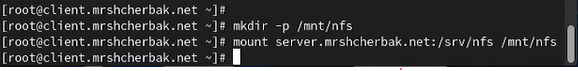 [root@client.mrshcherbak.net ~]#
[root@client.mrshcherbak.net ~]# mkdir -p /mnt/nfs
[root@client.mrshcherbak.net ~]# mount server.mrshcherbak.net:/srv/nfs /mnt/nfs
[root@client.mrshcherbak.net ~]#